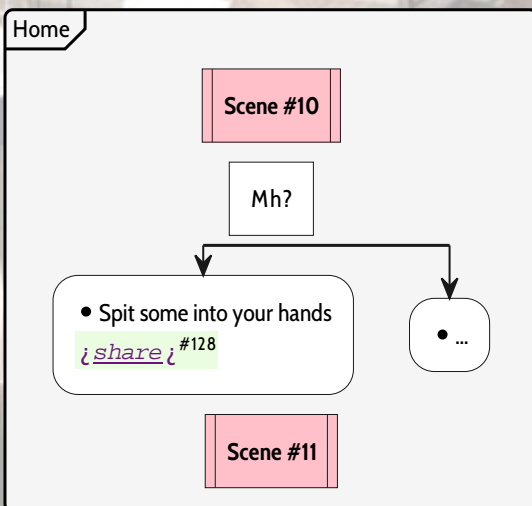 Home
Scene #10
Mh?
• Spit some into your hands
¿share¿#128
• ...
Scene #11